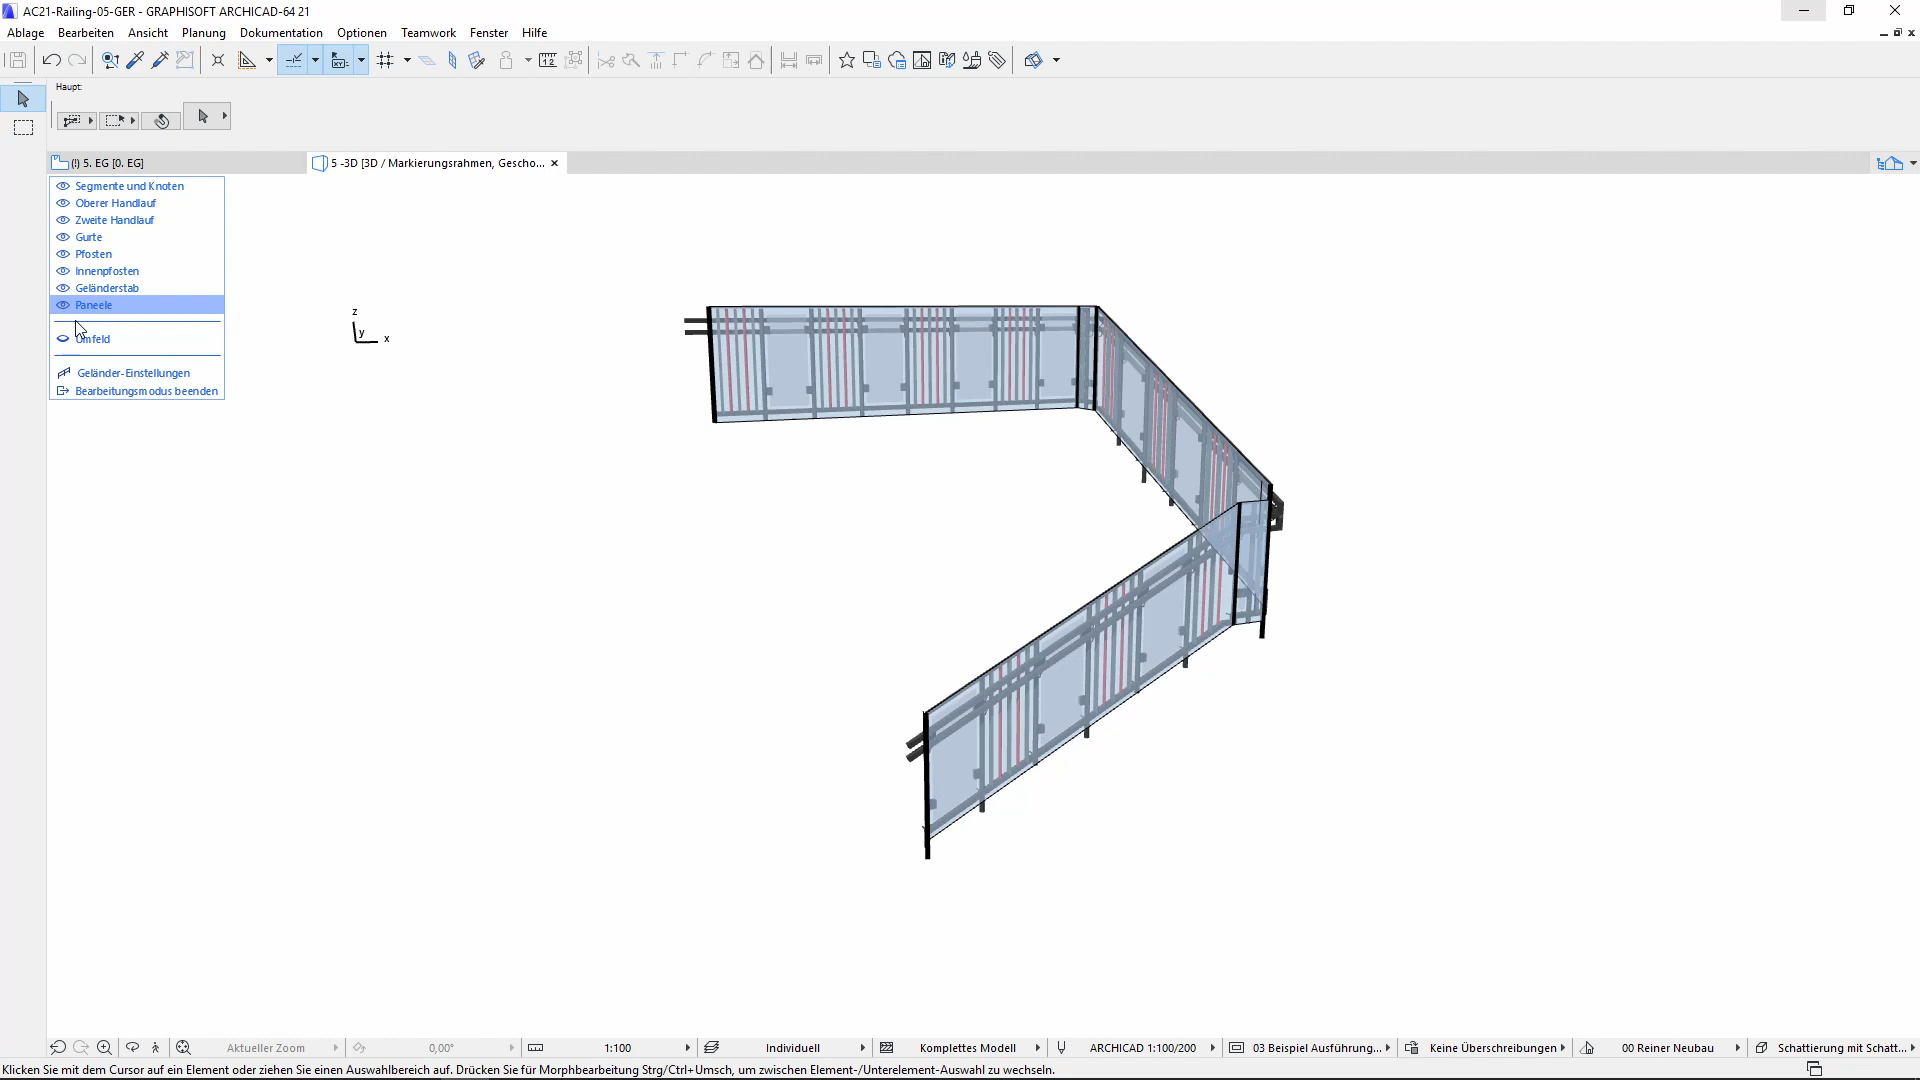 AC21-Railing-05-GER - GRAPHISOFT ARCHICAD-64 21
Ablage Bearbeiten Ansicht Planung Dokumentation Optionen Teamwork Fenster Hilfe
Haupt:
(!) 5. EG [0. EG]
5 -3D [3D / Markierungsrahmen, Gescho...
Segmente und Knoten
Oberer Handlauf
Zweite Handlauf
Gurte
Pfosten
Innenpfosten
Geländerstab
Paneele
Umfeld
Geländer-Einstellungen
Bearbeitungsmodus beenden
z
y x
Aktueller Zoom 0,00° 1:100 Individuell Komplettes Modell ARCHICAD 1:100/200 03 Beispiel Ausführung... Keine Überschreibungen 00 Reiner Neubau Schattierung mit Schatt...
Klicken Sie mit dem Cursor auf ein Element oder ziehen Sie einen Auswahlbereich auf. Drücken Sie für Morphbearbeitung Strg/Ctrl+Umsch, um zwischen Element-/Unterelement-Auswahl zu wechseln.